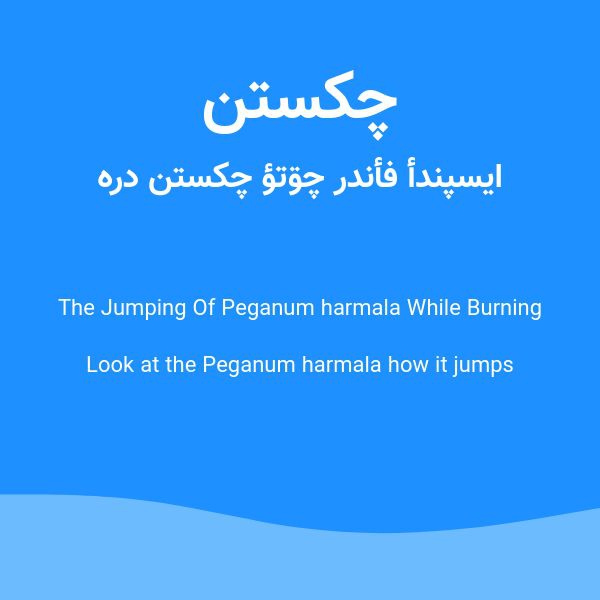 چکستن
ايسپندأ فأندر چۊتؤ چکستن دره
The Jumping Of Peganum harmala While Burning
Look at the Peganum harmala how it jumps